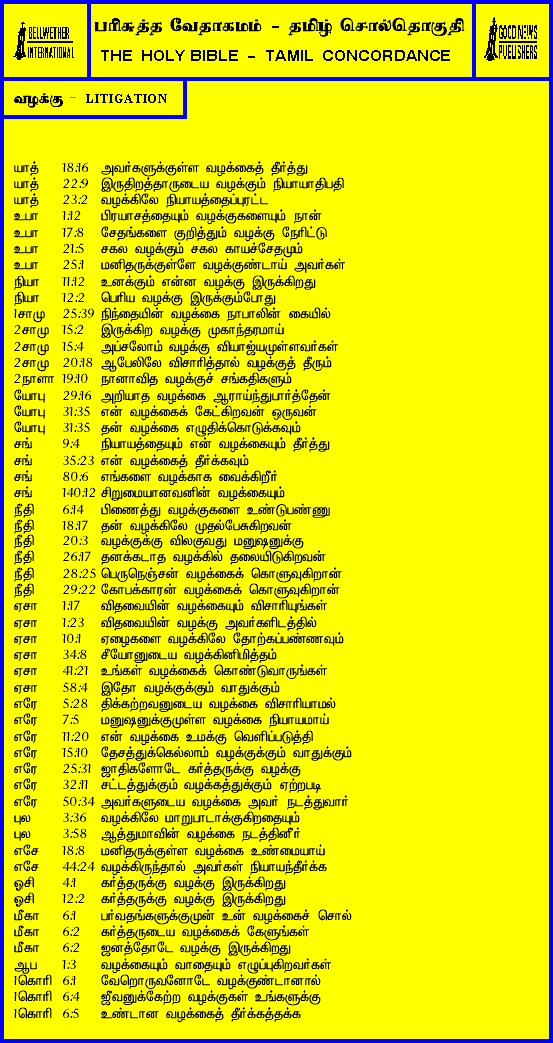 BELLWETHER INTERNATIONAL
பரிசுத்த வேதாகமம் - தமிழ் சொல்தொகுதி
THE HOLY BIBLE - TAMIL CONCORDANCE
GOOD NEWS PUBLISHERS
வழக்கு - LITIGATION
யாத் 18:16 அவர்களுக்குள்ள வழக்கைத் தீர்த்து
யாத் 22:9 இருதிறத்தாருடைய வழக்கும் நியாயாதிபதி
யாத் 23:2 வழக்கிலே நியாயத்தைப்புரட்ட
உபா 1:12 பிரயாசத்தையும் வழக்குகளையும் நான்
உபா 17:8 சேதங்களை குறித்தும் வழக்கு நேரிட்டு
உபா 21:5 சகல வழக்கும் சகல காயச்சேதமும்
உபா 25:1 மனிதருக்குள்ளே வழக்குண்டாய் அவர்கள்
நியா 11:12 உனக்கும் என்ன வழக்கு இருக்கிறது
நியா 12:2 பெரிய வழக்கு இருக்கும்போது
1சாமு 25:39 நிந்தையின் வழக்கை நாபாலின் கையில்
2சாமு 15:2 இருக்கிற வழக்கு முகாந்தரமாய்
2சாமு 15:4 அப்சலோம் வழக்கு வியாஜ்யமுள்ளவர்கள்
2சாமு 20:18 ஆபேலிலே விசாரித்தால் வழக்குத் தீரும்
2நாளா 19:10 நானாவித வழக்குச் சங்கதிகளும்
யோபு 29:16 அறியாத வழக்கை ஆராய்ந்துபார்த்தேன்
யோபு 31:35 என் வழக்கைக் கேட்கிறவன் ஒருவன்
யோபு 31:35 தன் வழக்கை எழுதிக்கொடுக்கவும்
சங் 9:4 நியாயத்தையும் என் வழக்கையும் தீர்த்து
சங் 35:23 என் வழக்கைத் தீர்க்கவும்
சங் 80:6 எங்களை வழக்காக வைக்கிறீர்
சங் 140:12 சிறுமையானவனின் வழக்கையும்
நீதி 6:14 பிணைத்து வழக்குகளை உண்டுபண்ணு
நீதி 18:17 தன் வழக்கிலே முதல்பேசுகிறவன்
நீதி 20:3 வழக்குக்கு விலகுவது மனுஷனுக்கு
நீதி 26:17 தனக்கடாத வழக்கில் தலையிடுகிறவன்
நீதி 28:25 பெருநெஞ்சன் வழக்கைக் கொளுவுகிறான்
நீதி 29:22 கோபக்காரன் வழக்கைக் கொளுவுகிறான்
ஏசா 1:17 விதவையின் வழக்கையும் விசாரியுங்கள்
ஏசா 1:23 விதவையின் வழக்கு அவர்களிடத்தில்
ஏசா 10:1 ஏழைகளை வழக்கிலே தோற்கப்பண்ணவும்
ஏசா 34:8 சீயோனுடைய வழக்கினிமித்தம்
ஏசா 41:21 உங்கள் வழக்கைக் கொண்டுவாருங்கள்
ஏசா 58:4 இதோ வழக்குக்கும் வாதுக்கும்
எரே 5:28 திக்கற்றவனுடைய வழக்கை விசாரியாமல்
எரே 7:5 மனுஷனுக்குமுள்ள வழக்கை நியாயமாய்
எரே 11:20 என் வழக்கை உமக்கு வெளிப்படுத்தி
எரே 15:10 தேசத்துக்கெல்லாம் வழக்குக்கும் வாதுக்கும்
எரே 25:31 ஜாதிகளோடே கர்த்தருக்கு வழக்கு
எரே 32:11 சட்டத்துக்கும் வழக்கத்துக்கும் ஏற்றபடி
எரே 50:34 அவர்களுடைய வழக்கை அவர் நடத்துவார்
புல 3:36 வழக்கிலே மாறுபாடாக்குகிறதையும்
புல 3:58 ஆத்துமாவின் வழக்கை நடத்தினீர்
எசே 18:8 மனிதருக்குள்ள வழக்கை உண்மையாய்
எசே 44:24 வழக்கிருந்தால் அவர்கள் நியாயந்தீர்க்க
ஓசி 4:1 கர்த்தருக்கு வழக்கு இருக்கிறது
ஓசி 12:2 கர்த்தருக்கு வழக்கு இருக்கிறது
மீகா 6:1 பர்வதங்களுக்குமுன் உன் வழக்கைச் சொல்
மீகா 6:2 கர்த்தருடைய வழக்கைக் கேளுங்கள்
மீகா 6:2 ஜனத்தோடே வழக்கு இருக்கிறது
ஆப 1:3 வழக்கையும் வாதையும் எழுப்புகிறவர்கள்
1கொரி 6:1 வேறொருவனோடே வழக்குண்டானால்
1கொரி 6:4 ஜீவனுக்கேற்ற வழக்குகள் உங்களுக்கு
1கொரி 6:5 உண்டான வழக்கைத் தீர்க்கத்தக்க